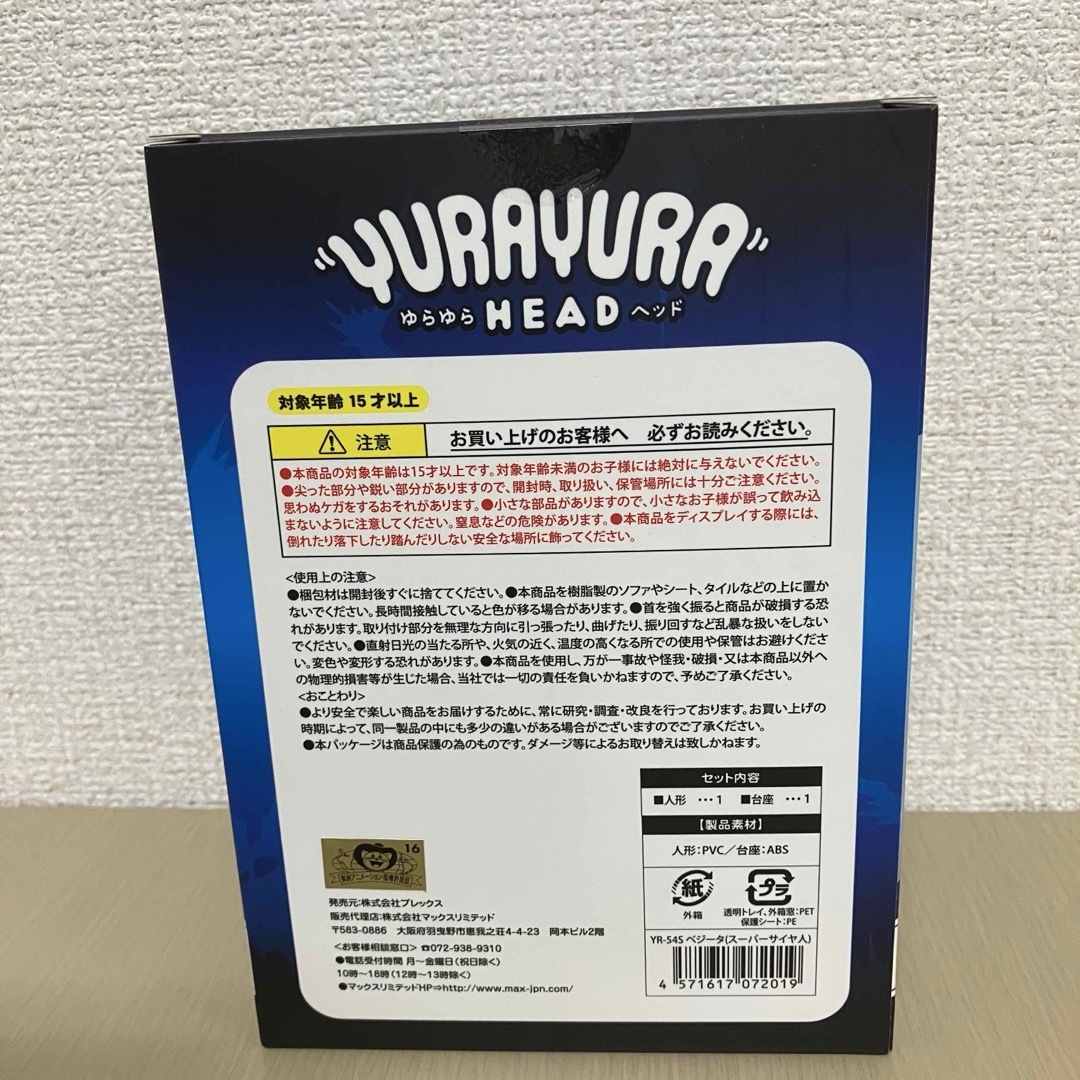 "YURAYURA"
ゆらゆら HEAD ヘッド
対象年齢 15 才以上
注意 お買い上げのお客様へ 必ずお読みください。
●本商品の対象年齢は15才以上です。対象年齢未満のお子様には絶対に与えないでください。
●尖った部分や鋭い部分がありますので、開封時、取り扱い、保管場所には十分ご注意ください。
思わぬケガをするおそれがあります。●小さな部品がありますので、小さなお子様が誤って飲み込
まないように注意してください。窒息などの危険があります。●本商品をディスプレイする際には、
倒れたり落下したり踏んだりしない安全な場所に飾ってください。
<使用上の注意>
●梱包材は開封後すぐに捨ててください。●本商品を樹脂製のソファやシート、タイルなどの上に置か
ないでください。長時間接触していると色が移る場合があります。●首を強く振ると商品が破損する恐
れがあります。取り付け部分を無理な方向に引っ張ったり、曲げたり、振り回すなど乱暴な扱いをしない
でください。●直射日光の当たる所や、火気の近く、温度の高くなる所での使用や保管はお避けくださ
い。変色や変形する恐れがあります。●本商品を使用し、万が一事故や怪我・破損・又は本商品以外へ
の物理的損害等が生じた場合、当社では一切の責任を負いかねますので、予めご了承ください。
<おことわり>
●より安全で楽しい商品をお届けするために、常に研究・調査・改良を行っております。お買い上げの
時期によって、同一製品の中にも多少の違いがある場合がございますのでご了承ください。
●本パッケージは商品保護の為のものです。ダメージ等によるお取り替えは致しかねます。
セット内容
■人形 …1 ■台座 …1
【製品素材】
人形:PVC/台座:ABS
紙 プラ
外箱 透明トレイ、外箱窓:PET
保護シート:PE
YR-54S ベジータ(スーパーサイヤ人)
4 571617 072019
16
発売元:株式会社プレックス
販売代理店:株式会社マックスリミテッド
〒583-0886 大阪府羽曳野市恵我之荘4-4-23 岡本ビル2階
<お客様相談窓口> ☎072-938-9310
●電話受付時間 月～金曜日(祝日除く)
10時～18時(12時～13時除く)
●マックスリミテッドHP⇒http://www.max-jpn.com/